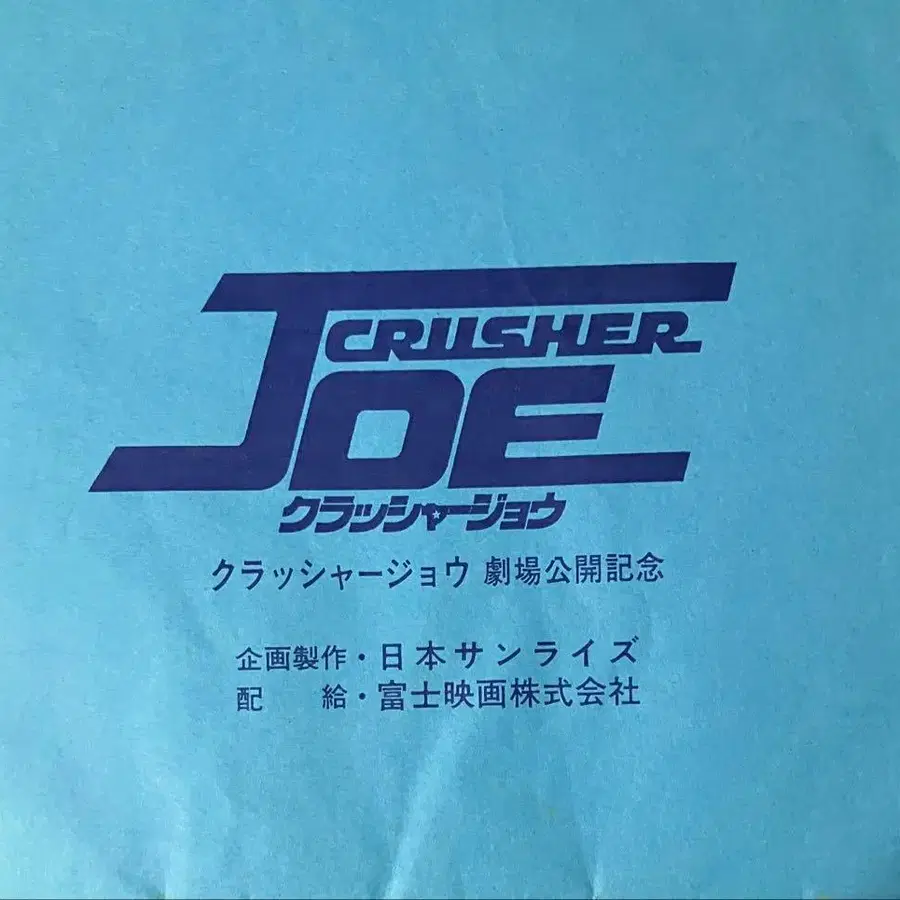 CRUSHER
JOE
クラッシャージョウ
クラッシャージョウ 劇場公開記念
企画製作・日本サンライズ
配　給・富士映画株式会社